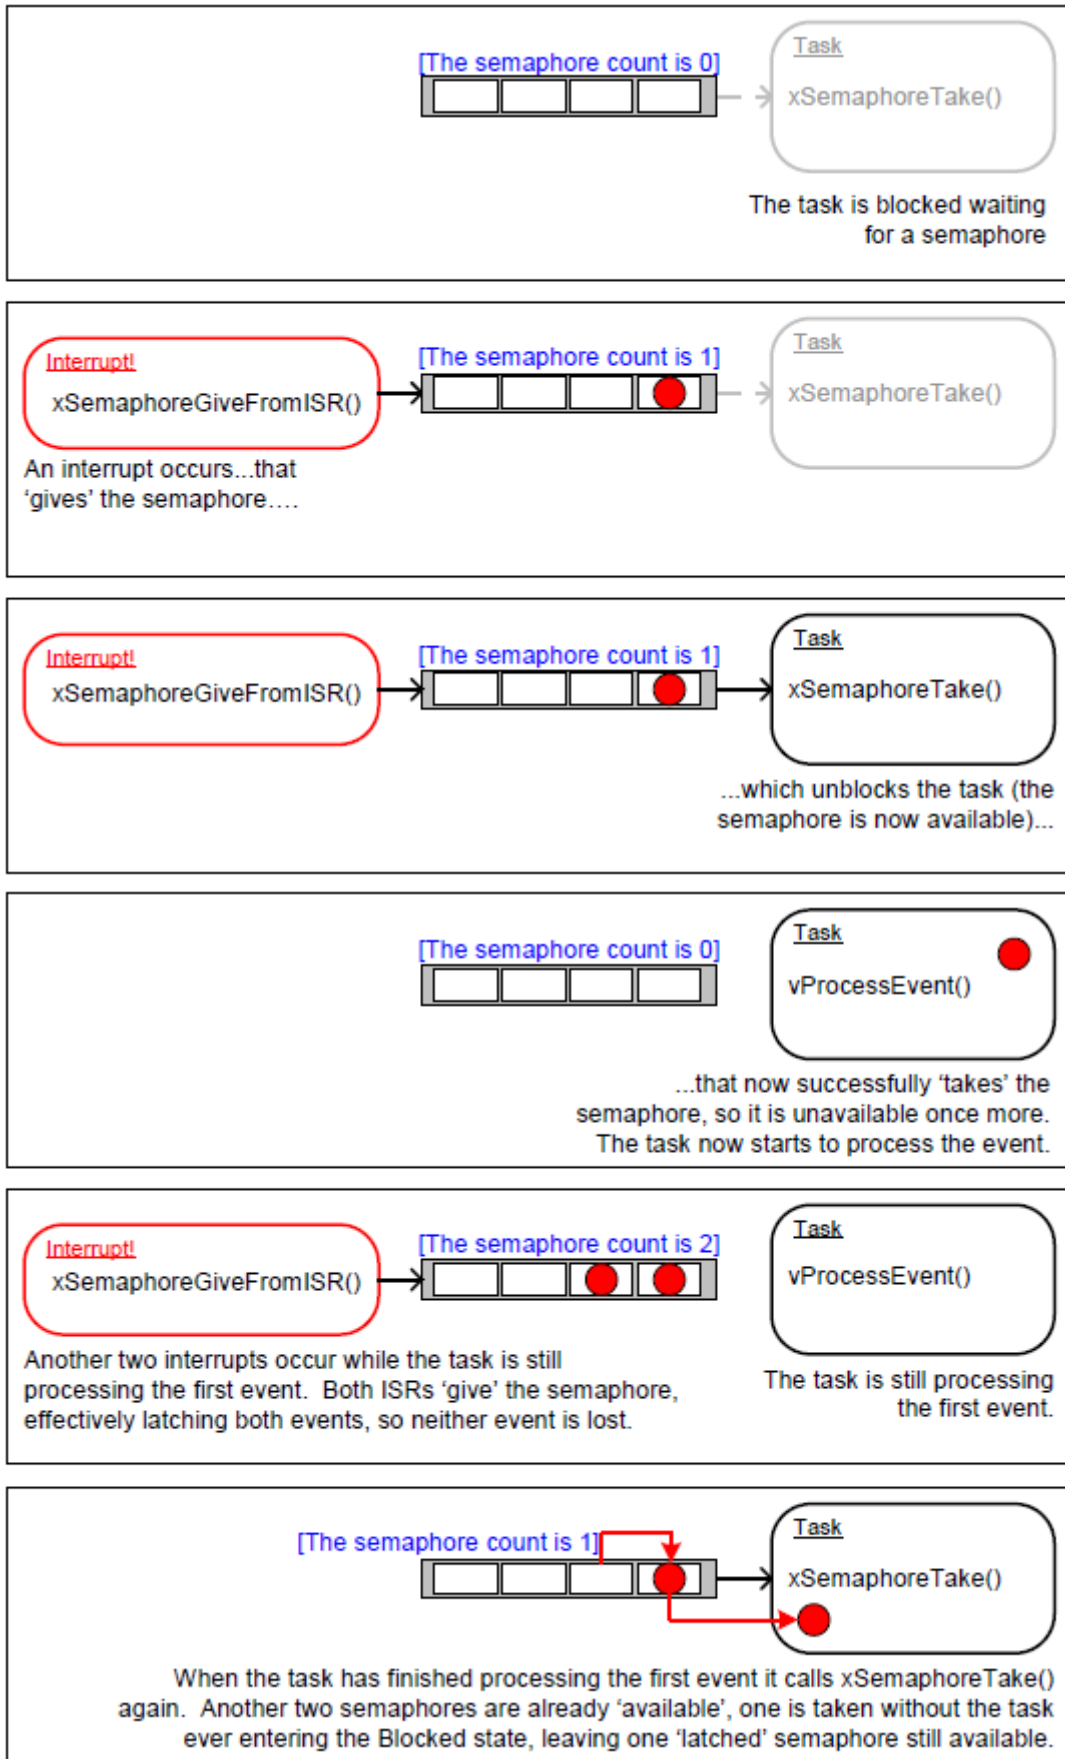 [The semaphore count is 0]
Task
xSemaphoreTake()
The task is blocked waiting
for a semaphore
Interrupt!
xSemaphoreGiveFromISR()
An interrupt occurs...that
‘gives’ the semaphore….
[The semaphore count is 1]
Task
xSemaphoreTake()
Interrupt!
xSemaphoreGiveFromISR()
[The semaphore count is 1]
Task
xSemaphoreTake()
...which unblocks the task (the
semaphore is now available)...
[The semaphore count is 0]
Task
vProcessEvent()
...that now successfully ‘takes’ the
semaphore, so it is unavailable once more.
The task now starts to process the event.
Interrupt!
xSemaphoreGiveFromISR()
[The semaphore count is 2]
Task
vProcessEvent()
Another two interrupts occur while the task is still
processing the first event.  Both ISRs ‘give’ the semaphore,
effectively latching both events, so neither event is lost.
The task is still processing
the first event.
[The semaphore count is 1]
Task
xSemaphoreTake()
When the task has finished processing the first event it calls xSemaphoreTake()
again.  Another two semaphores are already ‘available’, one is taken without the task
ever entering the Blocked state, leaving one ‘latched’ semaphore still available.